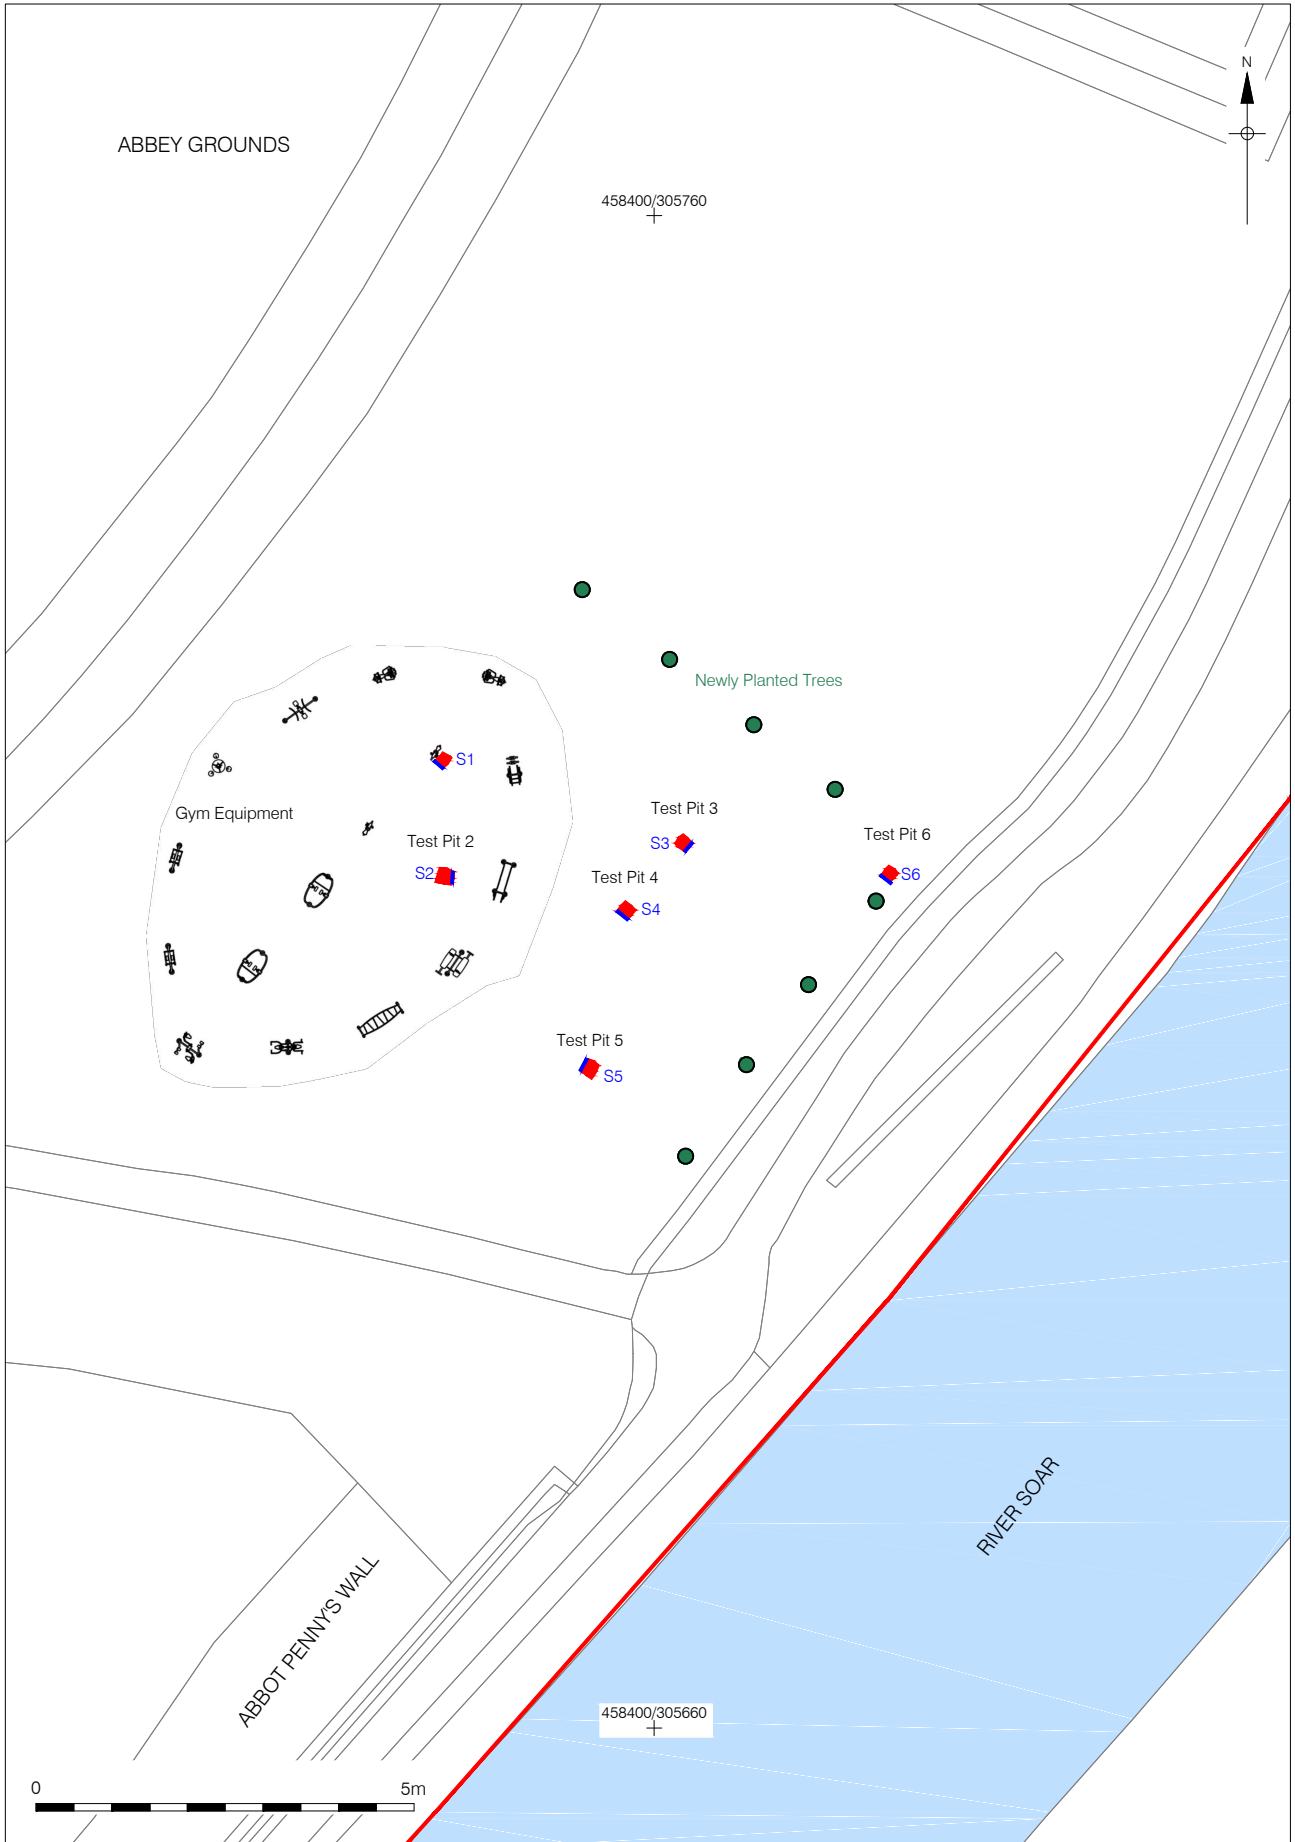 N
ABBEY GROUNDS
458400/305760
Newly Planted Trees
S1
Gym Equipment
Test Pit 3
Test Pit 2
S3
Test Pit 6
S2
Test Pit 4
S6
S4
Test Pit 5
S5
RIVER SOAR
ABBOT PENNY'S WALL
458400/305660
0 5m